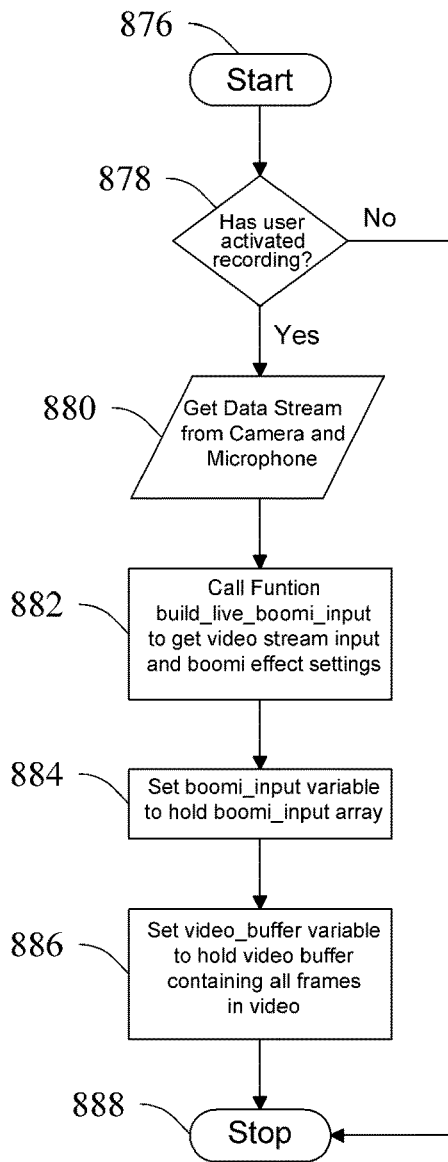 876
Start
878
Has user
activated
recording?
No
Yes
880
Get Data Stream
from Camera and
Microphone
882
Call Funtion
build_live_boomi_input
to get video stream input
and boomi effect settings
884
Set boomi_input variable
to hold boomi_input array
886
Set video_buffer variable
to hold video buffer
containing all frames
in video
888
Stop